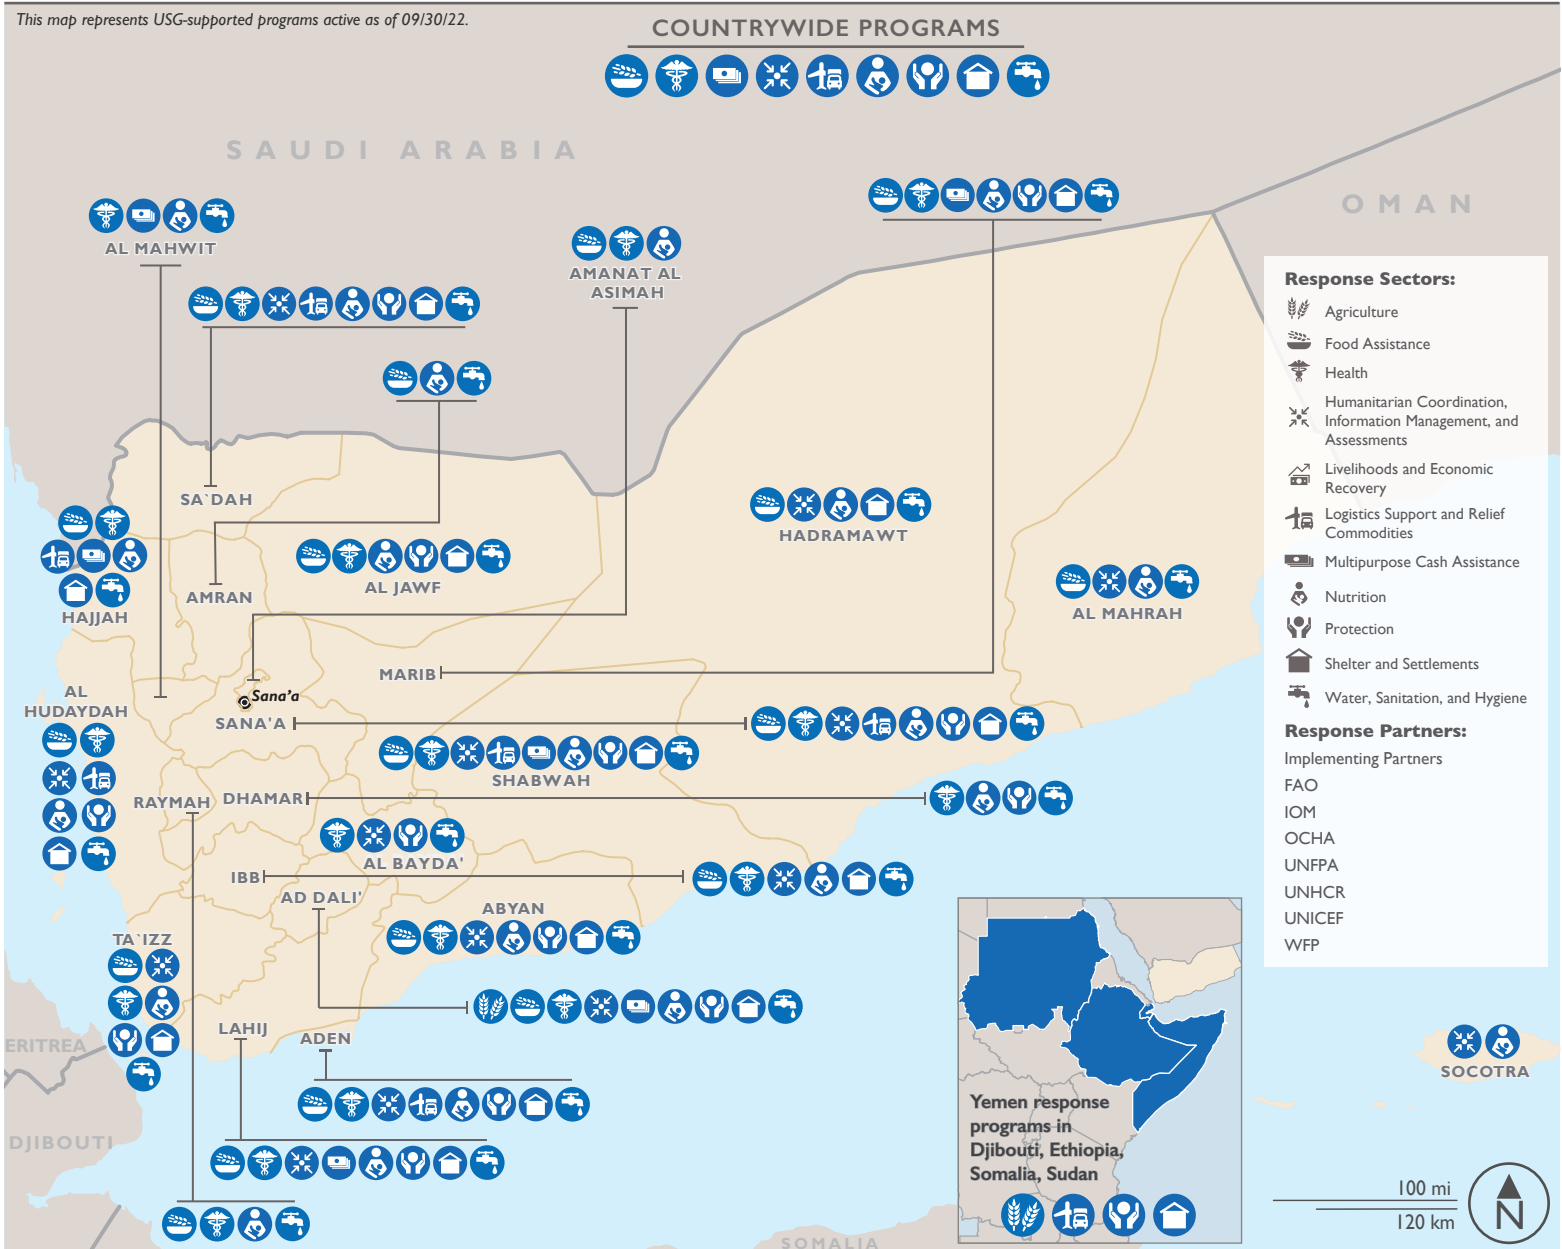 This map represents USG-supported programs active as of 09/30/22.
COUNTRYWIDE PROGRAMS
SAUDI ARABIA
OMAN
AL MAHWIT
AMANAT AL
ASIMAH
SA`DAH
HADRAMAWT
AL JAWF
AMRAN
HAJJAH
AL MAHRAH
MARIB
AL
HUDAYDAH
Sana'a
SANA'A
SHABWAH
RAYMAH
DHAMAR
AL BAYDA'
IBB
AD DALI'
ABYAN
TA`IZZ
LAHIJ
ADEN
ERITREA
DJIBOUTI
SOMALIA
SOCOTRA
Response Sectors:
Agriculture
Food Assistance
Health
Humanitarian Coordination,
Information Management, and
Assessments
Livelihoods and Economic
Recovery
Logistics Support and Relief
Commodities
Multipurpose Cash Assistance
Nutrition
Protection
Shelter and Settlements
Water, Sanitation, and Hygiene
Response Partners:
Implementing Partners
FAO
IOM
OCHA
UNFPA
UNHCR
UNICEF
WFP
Yemen response
programs in
Djibouti, Ethiopia,
Somalia, Sudan
100 mi
120 km
N